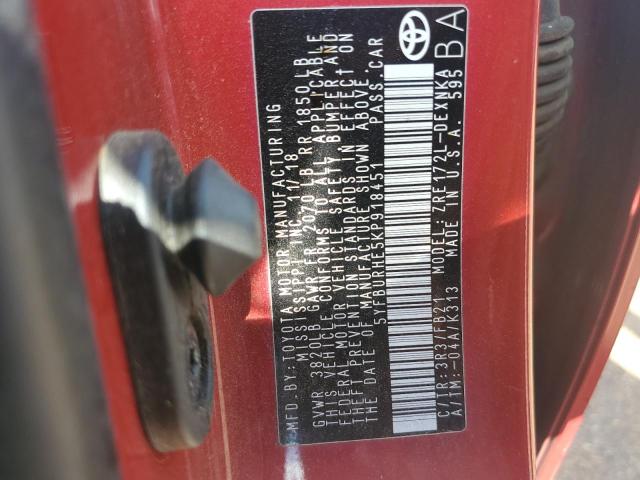 MFD. BY: TOYOTA MOTOR MANUFACTURING
MISSISSIPPI INC. 11/18
GVWR 3820LB GAWR FR 2070LB RR 1850LB
THIS VEHICLE CONFORMS TO ALL APPLICABLE
FEDERAL MOTOR VEHICLE SAFETY BUMPER AND
THEFT PREVENTION STANDARDS IN EFFECT ON
THE DATE OF MANUFACTURE SHOWN ABOVE.
5YFBURHE5KP918451 PASS. CAR
C/TR: 3R3/FB21 MODEL: ZRE172L-DEXNKA
A/TM: -04A/K313 MADE IN U.S.A. 595
BA